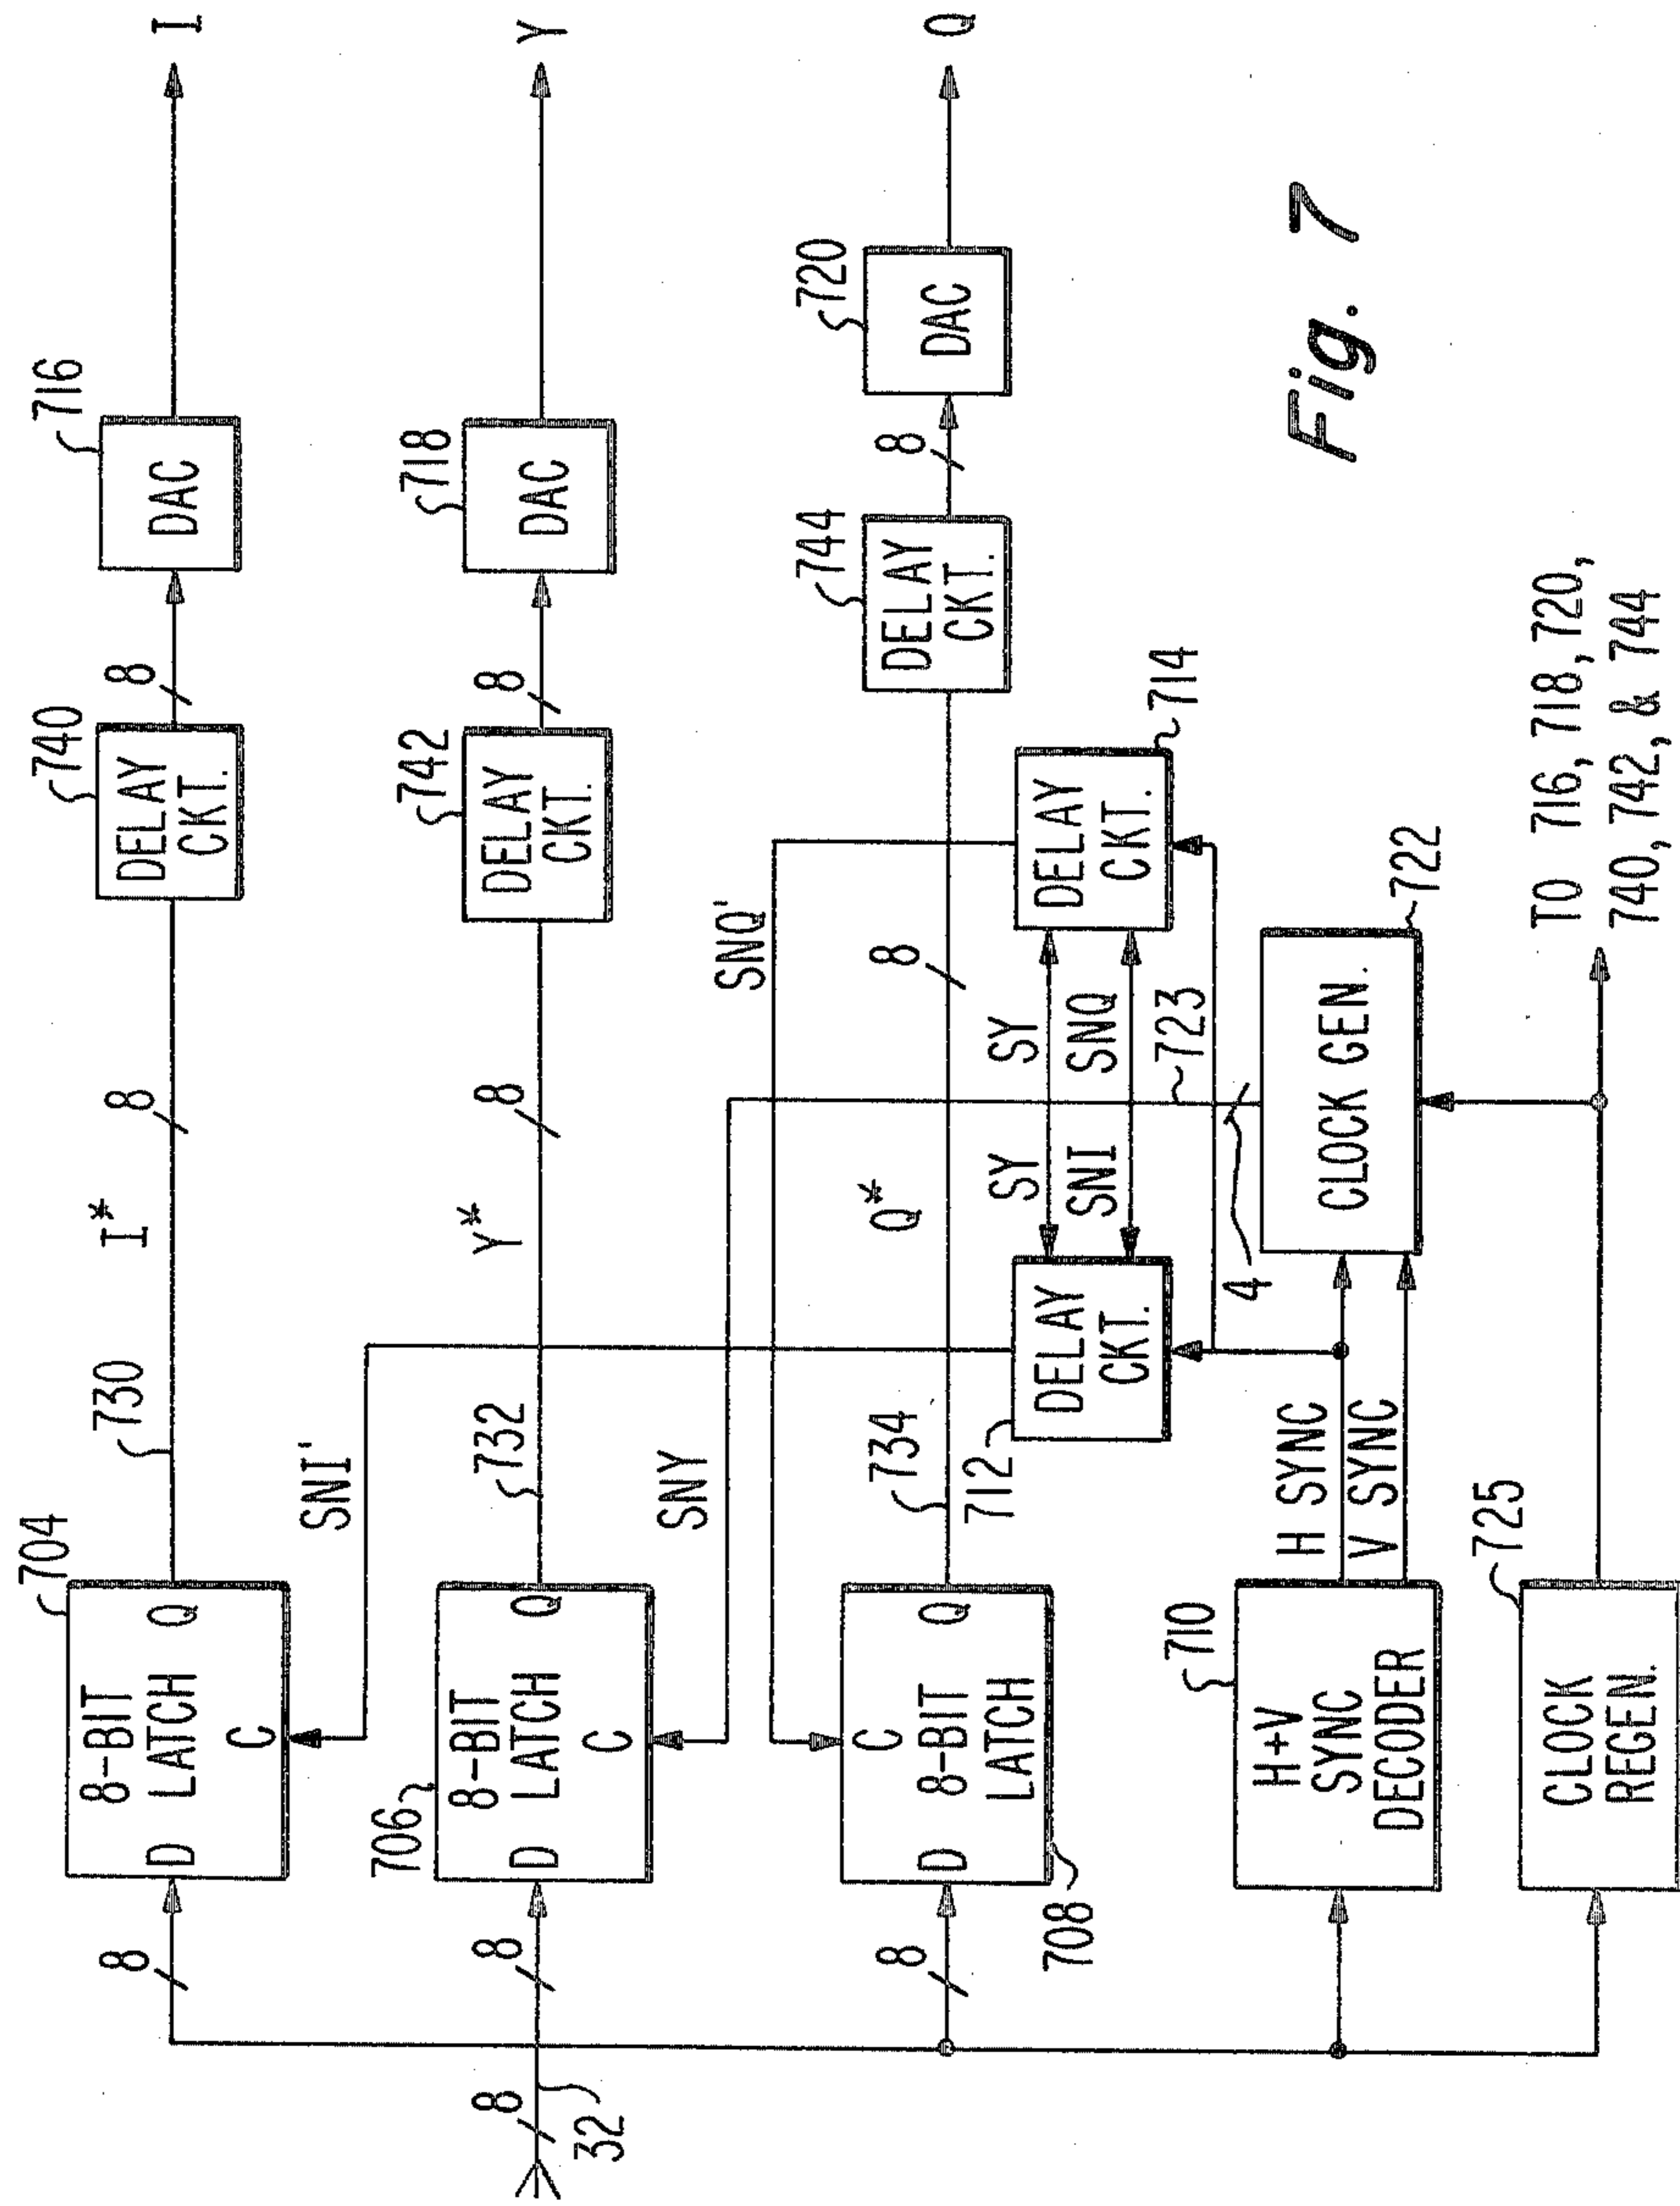 704
8-BIT
LATCH
D
Q
C
8
730
I*
8
740
DELAY
CKT.
8
716
DAC
I
SNI'
706
8-BIT
LATCH
D
Q
C
8
8
32
732
Y*
8
742
DELAY
CKT.
8
718
DAC
Y
SNY
SNQ'
C
D
Q
8-BIT
LATCH
708
8
734
Q*
8
744
DELAY
CKT.
8
720
DAC
Q
712
DELAY
CKT.
SY
SY
SNI
SNQ
714
DELAY
CKT.
723
4
710
H+V
SYNC
DECODER
H SYNC
V SYNC
CLOCK GEN.
722
725
CLOCK
REGEN.
TO 716, 718, 720,
740, 742, & 744
Fig. 7